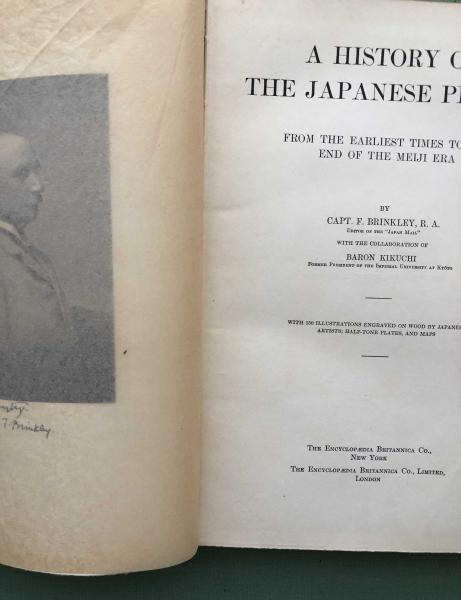 T. Brinkley.
A HISTORY O
THE JAPANESE P
FROM THE EARLIEST TIMES TO
END OF THE MEIJI ERA
BY
CAPT. F. BRINKLEY, R. A.
EDITOR OF THE "JAPAN MAIL"
WITH THE COLLABORATION OF
BARON KIKUCHI
FORMER PRESIDENT OF THE IMPERIAL UNIVERSITY AT KYŌTO
WITH 150 ILLUSTRATIONS ENGRAVED ON WOOD BY JAPANES
ARTISTS; HALF-TONE PLATES, AND MAPS
THE ENCYCLOPÆDIA BRITANNICA CO.,
NEW YORK
THE ENCYCLOPÆDIA BRITANNICA CO., LIMITED,
LONDON